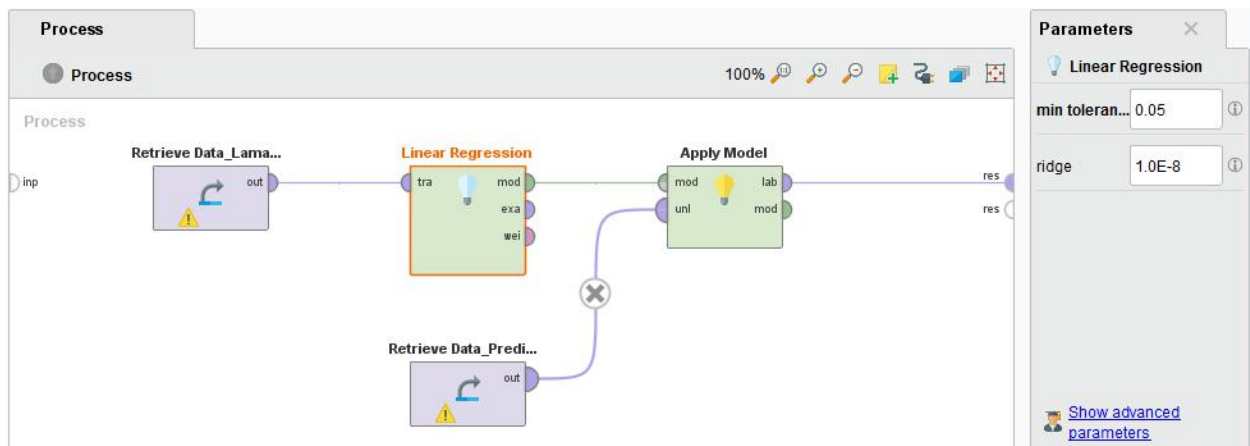 Process
Process
100%
Process
inp
Retrieve Data_Lama...
out
Linear Regression
tra
mod
exa
wei
Apply Model
mod
lab
unl
mod
res
res
Retrieve Data_Predi...
out
Parameters
Linear Regression
min toleran... 0.05
ridge 1.0E-8
Show advanced
parameters